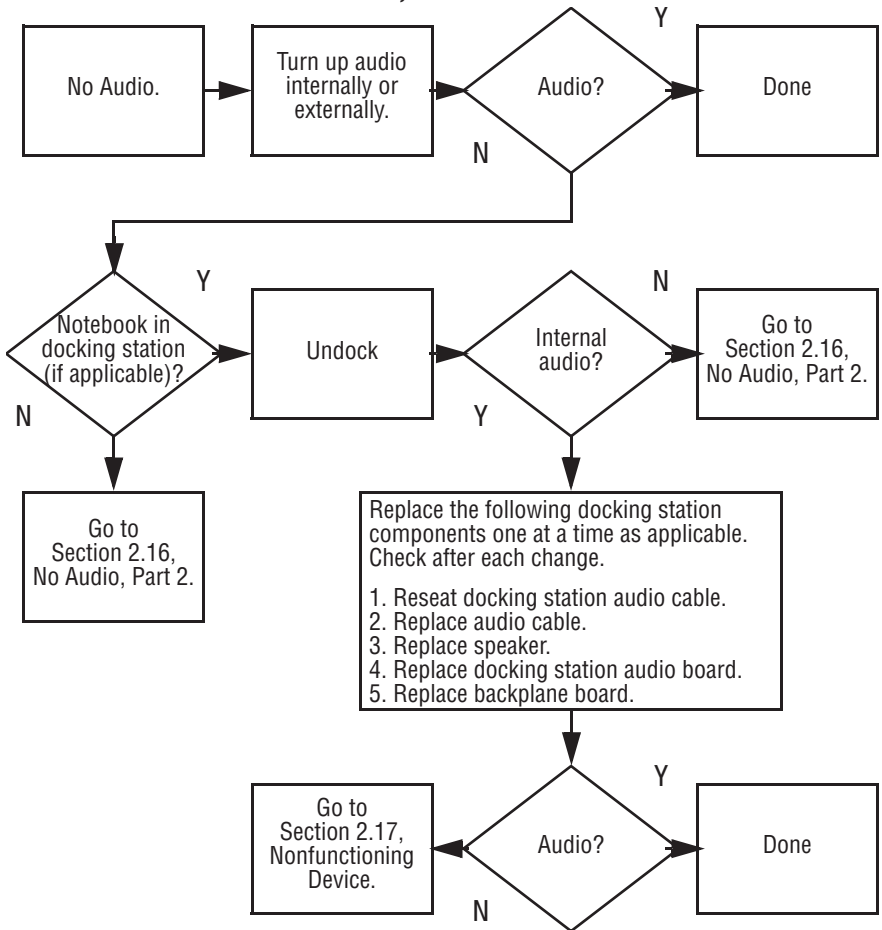 Y
No Audio.
Turn up audio
internally or
externally.
Audio?
Done
N
Y
N
Notebook in
docking station
(if applicable)?
Undock
Internal
audio?
Go to
Section 2.16,
No Audio, Part 2.
N
Y
Go to
Section 2.16,
No Audio, Part 2.
Replace the following docking station
components one at a time as applicable.
Check after each change.
1. Reseat docking station audio cable.
2. Replace audio cable.
3. Replace speaker.
4. Replace docking station audio board.
5. Replace backplane board.
Y
Go to
Section 2.17,
Nonfunctioning
Device.
Audio?
Done
N